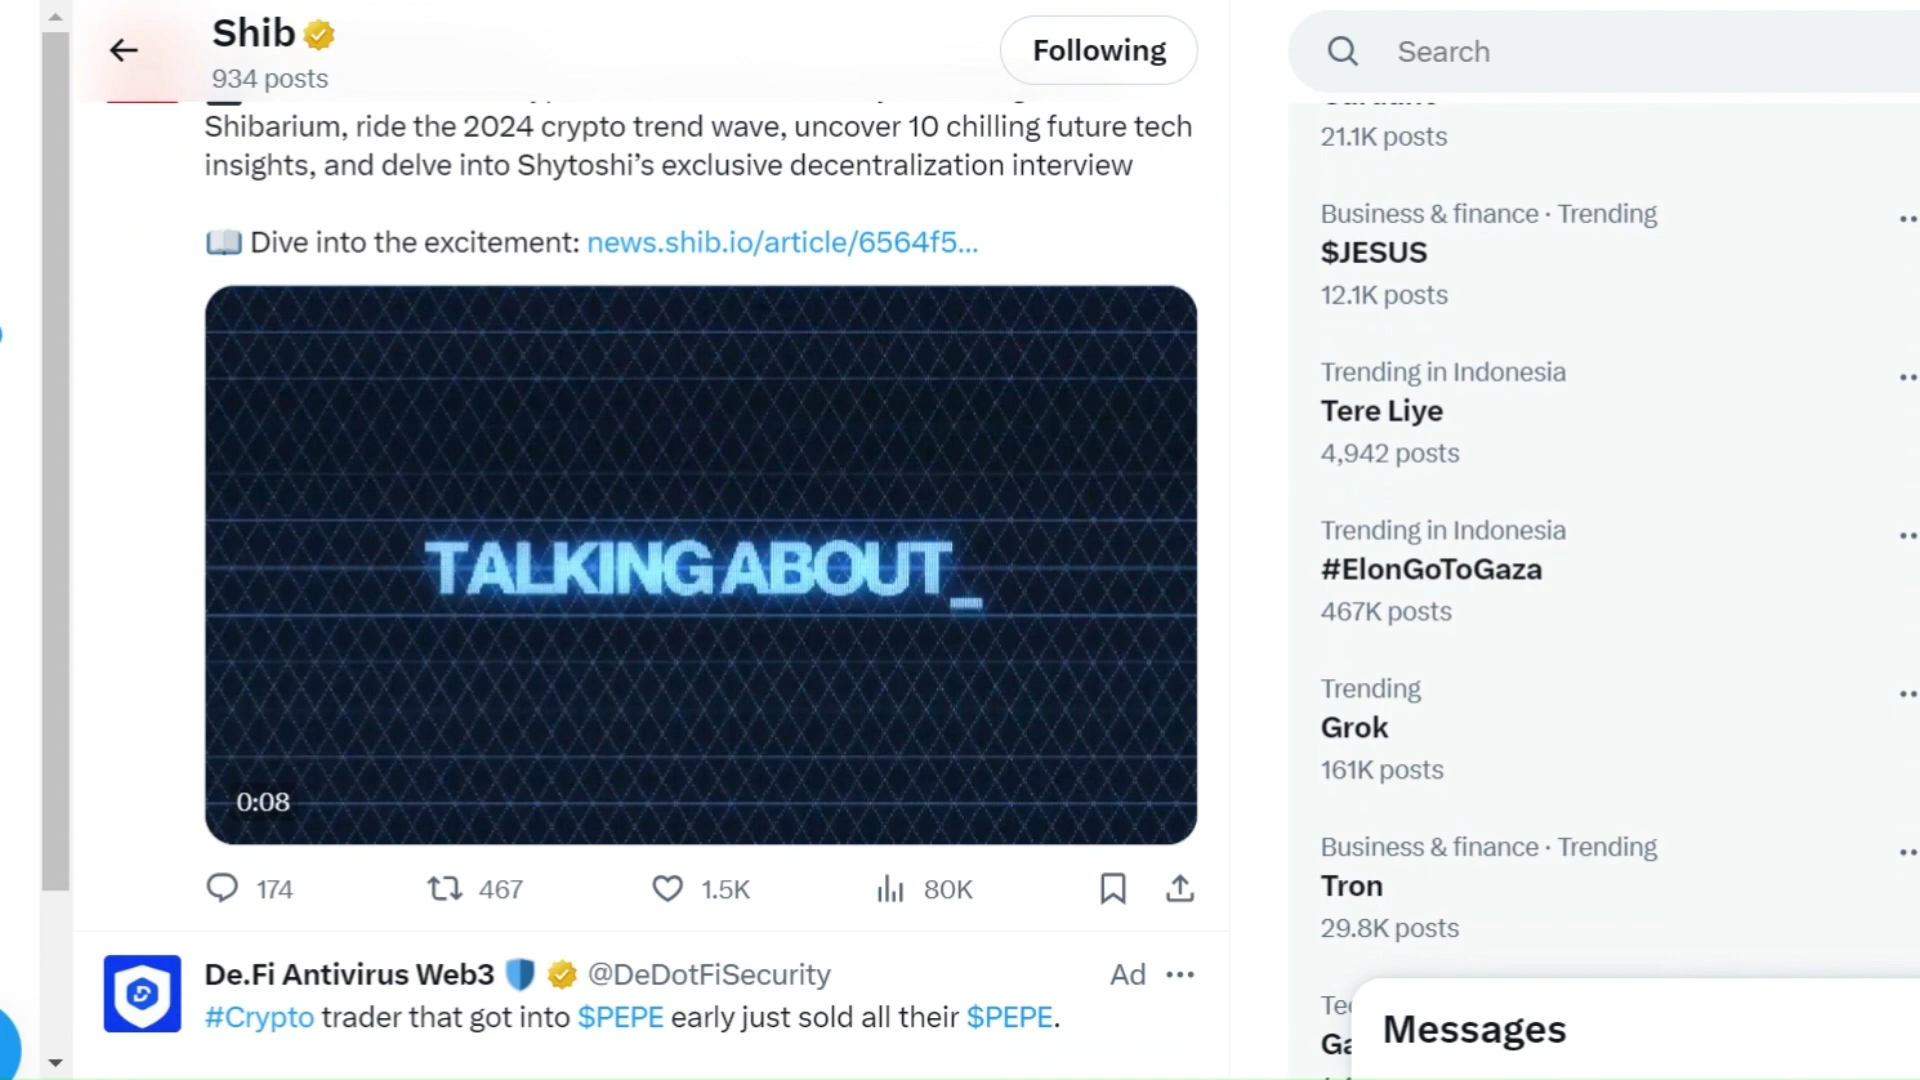 Shib
934 posts
Following
Search
Shibarium, ride the 2024 crypto trend wave, uncover 10 chilling future tech
insights, and delve into Shytoshi’s exclusive decentralization interview
Dive into the excitement: news.shib.io/article/6564f5...
TALKING ABOUT_
0:08
174
467
1.5K
80K
De.Fi Antivirus Web3 @DeDotFiSecurity
Ad
#Crypto trader that got into $PEPE early just sold all their $PEPE.
21.1K posts
Business & finance · Trending
$JESUS
12.1K posts
Trending in Indonesia
Tere Liye
4,942 posts
Trending in Indonesia
#ElonGoToGaza
467K posts
Trending
Grok
161K posts
Business & finance · Trending
Tron
29.8K posts
Messages